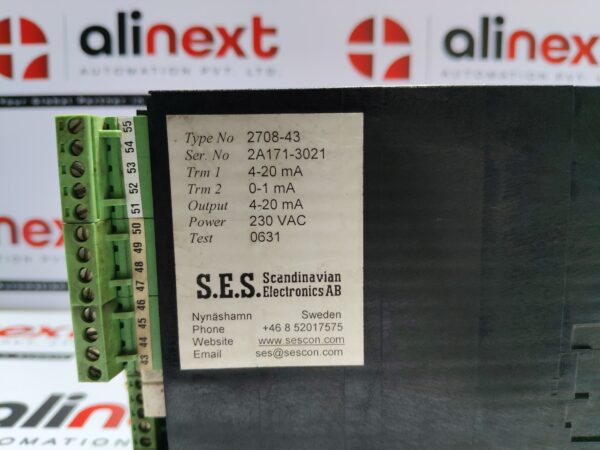 alinext
AUTOMATION PVT. LTD.
alinext
AUTOMATION PVT.
Type No 2708-43
Ser. No 2A171-3021
Trm 1 4-20 mA
Trm 2 0-1 mA
Output 4-20 mA
Power 230 VAC
Test 0631
S.E.S. Scandinavian
Electronics AB
Nynäshamn Sweden
Phone +46 8 52017575
Website www.sescon.com
Email ses@sescon.com
55
54
53
52
51
50
49
48
47
46
45
44
43
alinext